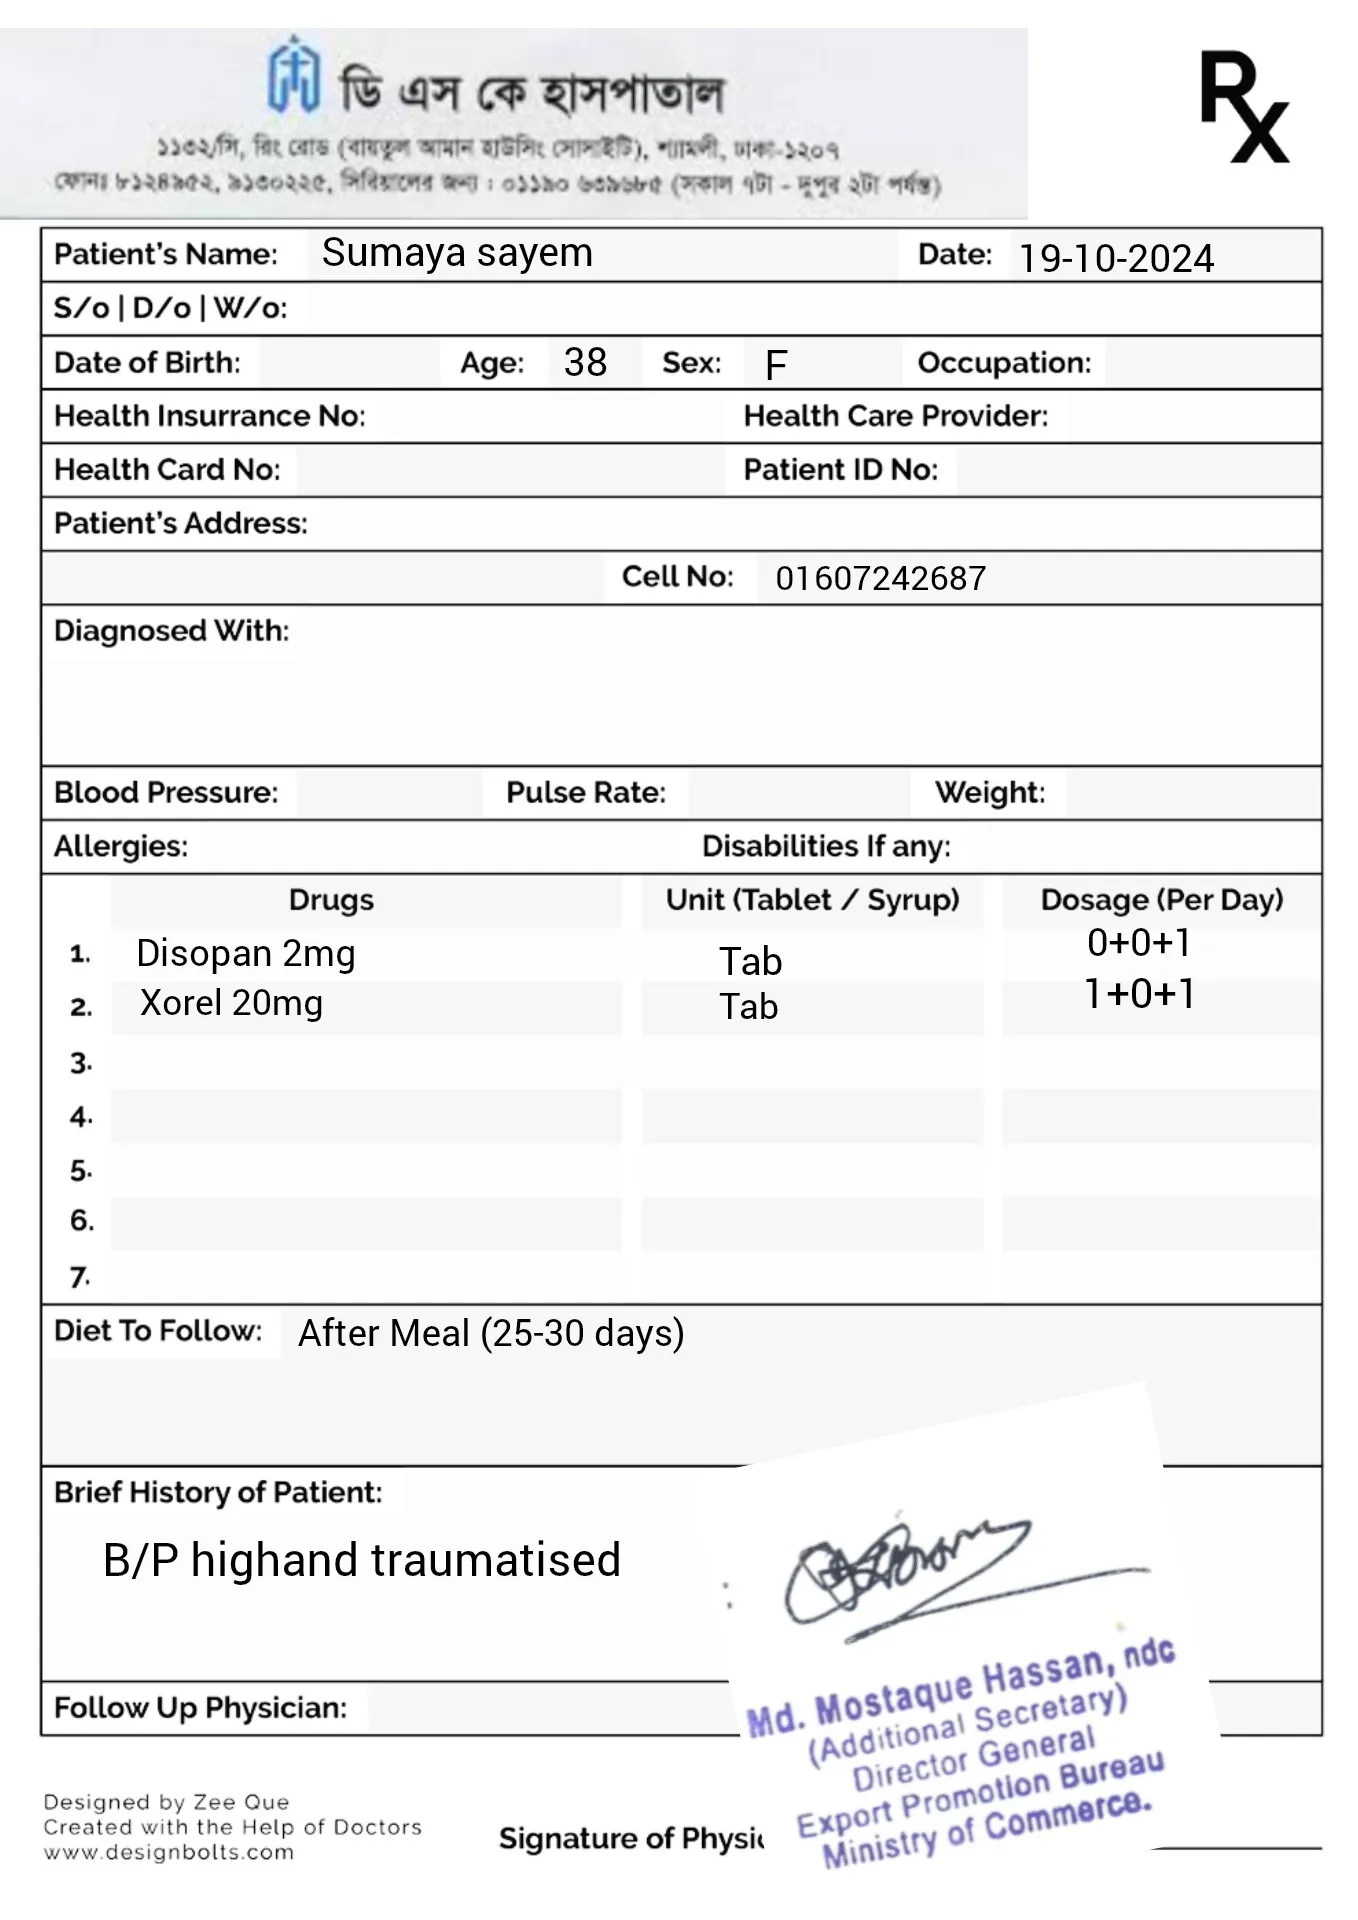 ডি এস কে হাসপাতাল
১১৩২/সি, রিং রোড (বায়তুল আমান হাউসিং সোসাইটি), শ্যামলী, ঢাকা-১২০৭
ফোনঃ ৮১২৪৯৫২, ৯১৩০২২৫, সিরিয়ালের জন্য : ০১১৯০ ৬৩৯৬৮৫ (সকাল ৭টা - দুপুর ২টা পর্যন্ত)
Rx
Patient's Name: Sumaya sayem Date: 19-10-2024
S/o | D/o | W/o:
Date of Birth: Age: 38 Sex: F Occupation:
Health Insurrance No: Health Care Provider:
Health Card No: Patient ID No:
Patient's Address:
Cell No: 01607242687
Diagnosed With:
Blood Pressure: Pulse Rate: Weight:
Allergies: Disabilities If any:
Drugs Unit (Tablet / Syrup) Dosage (Per Day)
1. Disopan 2mg Tab 0+0+1
2. Xorel 20mg Tab 1+0+1
3.
4.
5.
6.
7.
Diet To Follow: After Meal (25-30 days)
Brief History of Patient:
B/P highand traumatised
Follow Up Physician:
Md. Mostaque Hassan, ndc
(Additional Secretary)
Director General
Export Promotion Bureau
Ministry of Commerce.
Designed by Zee Que
Created with the Help of Doctors
www.designbolts.com
Signature of Physic